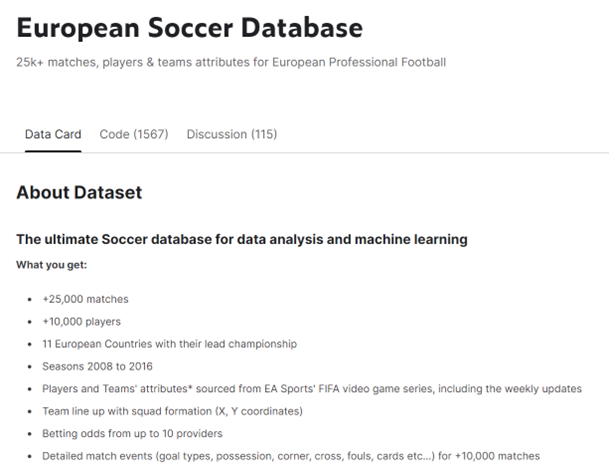 European Soccer Database
25k+ matches, players & teams attributes for European Professional Football
Data Card Code (1567) Discussion (115)
About Dataset
The ultimate Soccer database for data analysis and machine learning
What you get:
• +25,000 matches
• +10,000 players
• 11 European Countries with their lead championship
• Seasons 2008 to 2016
• Players and Teams' attributes* sourced from EA Sports' FIFA video game series, including the weekly updates
• Team line up with squad formation (X, Y coordinates)
• Betting odds from up to 10 providers
• Detailed match events (goal types, possession, corner, cross, fouls, cards etc...) for +10,000 matches